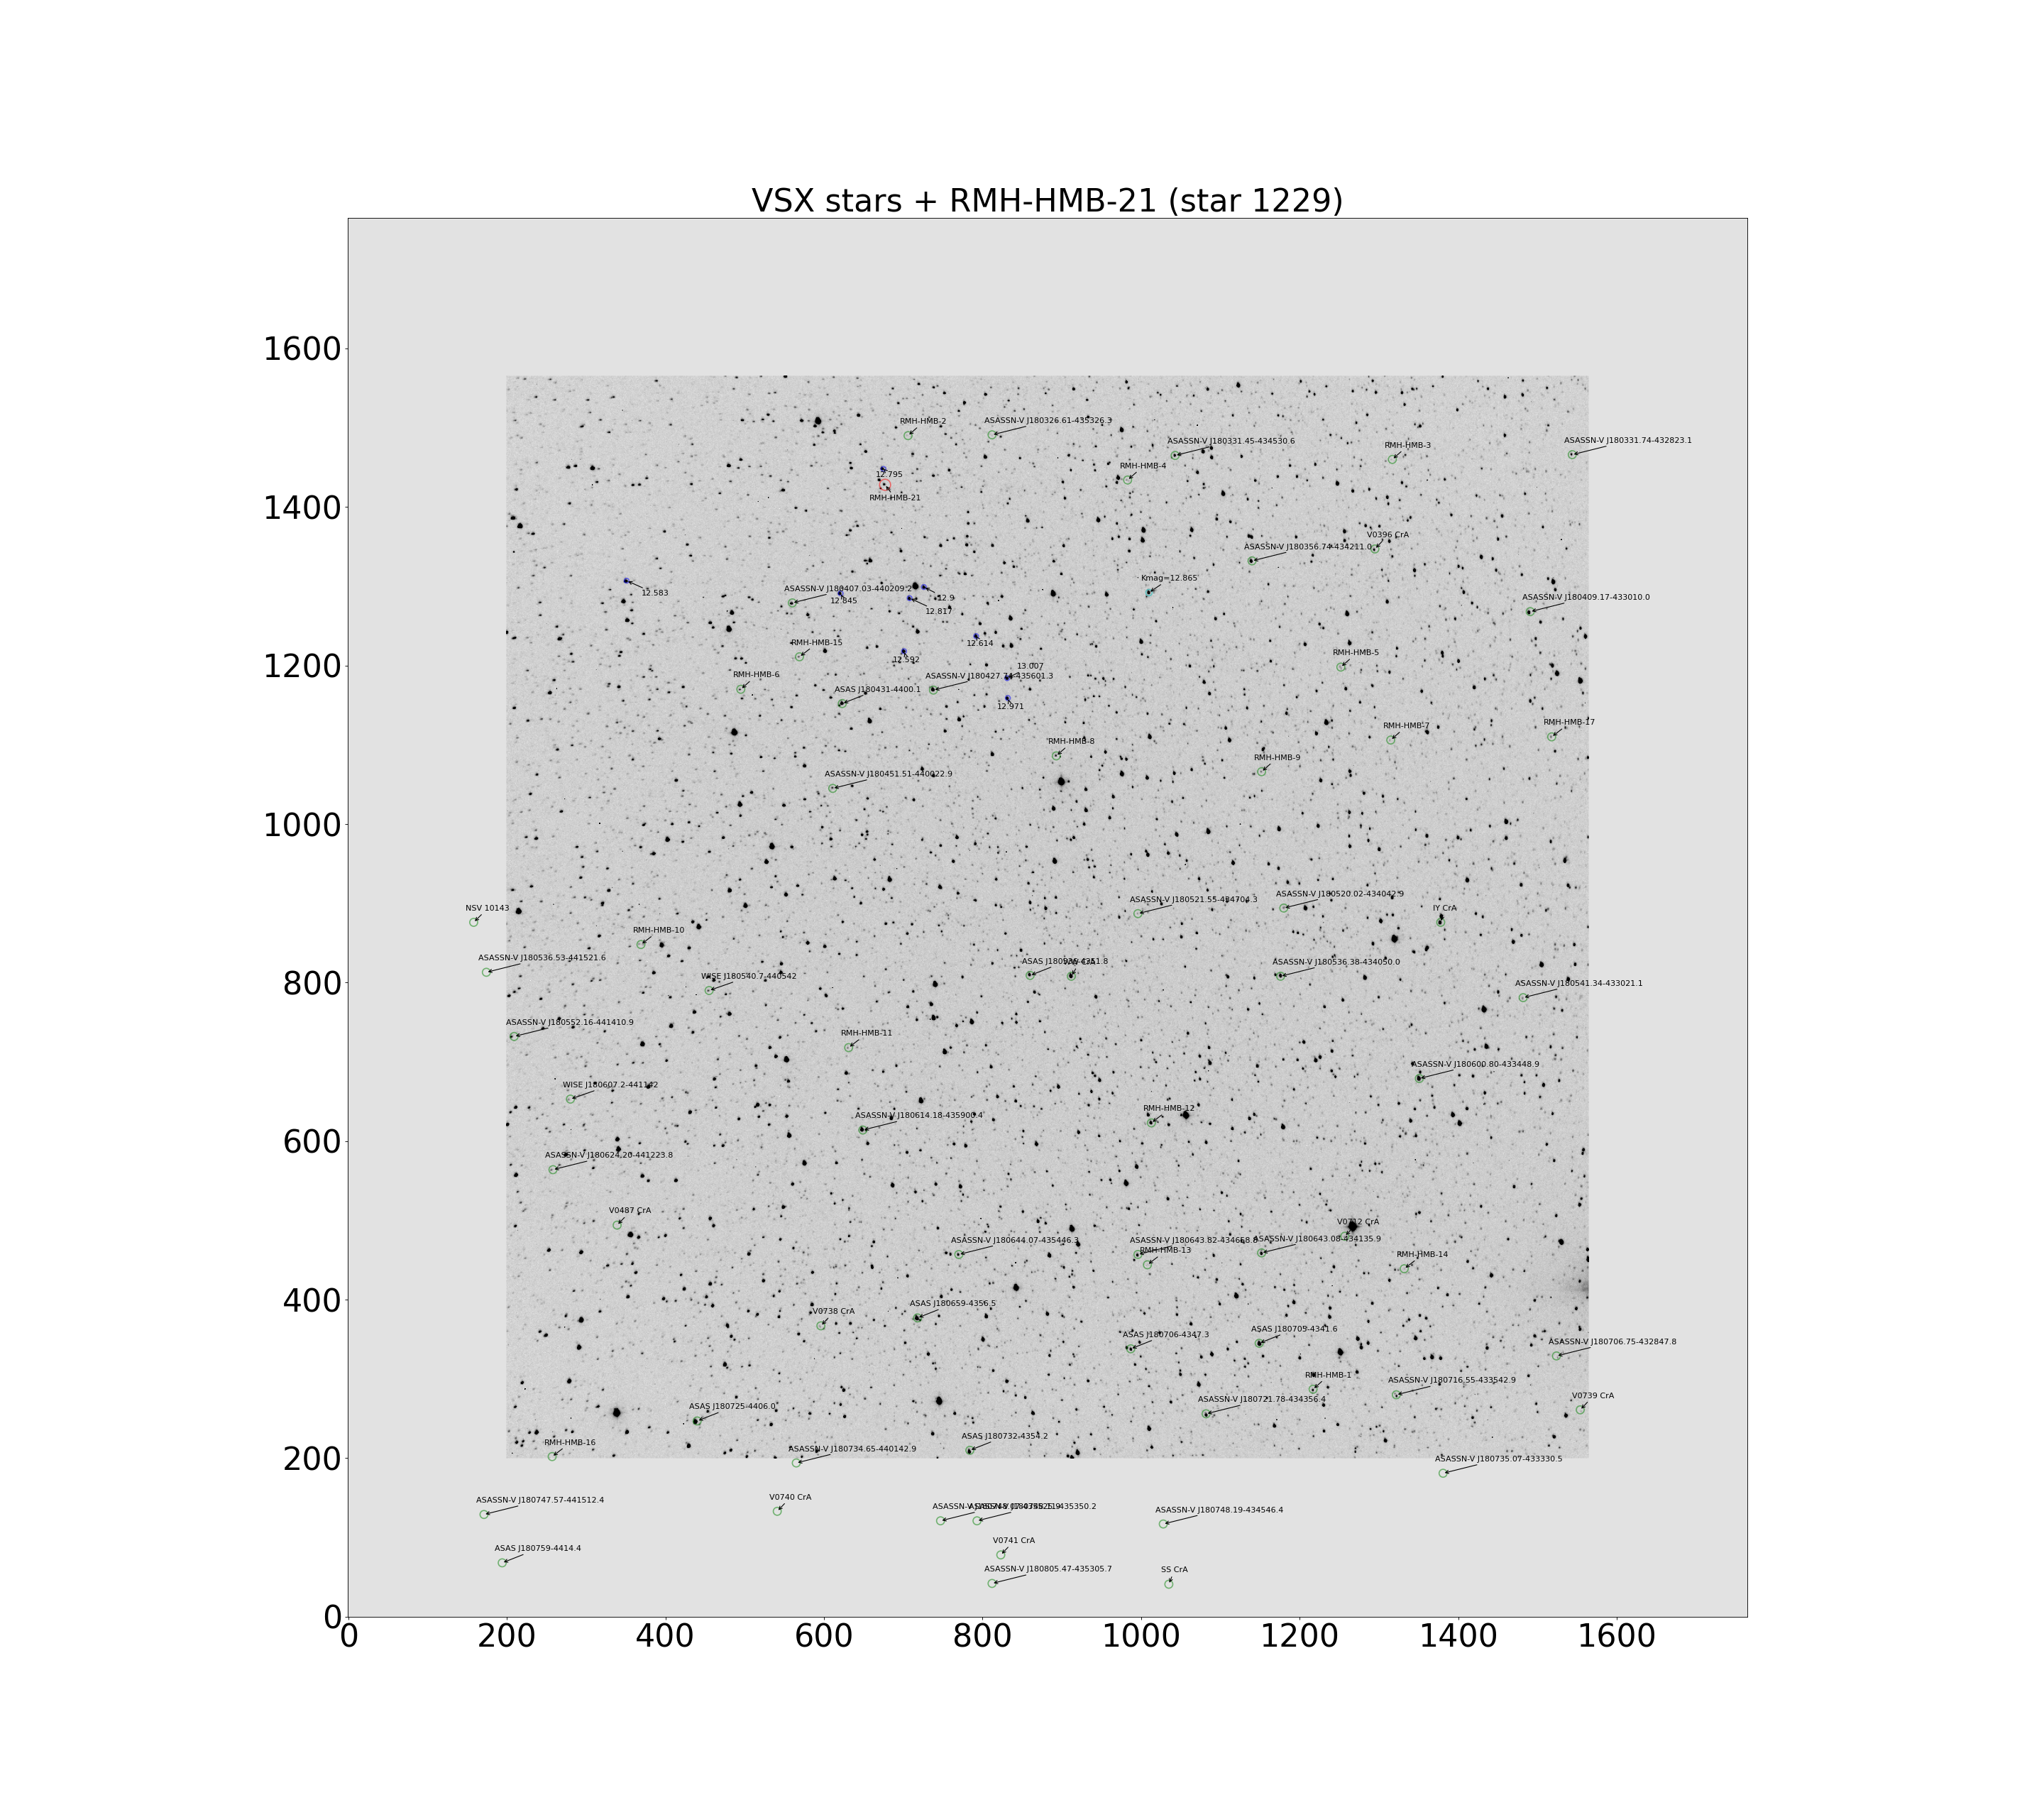 VSX stars + RMH-HMB-21 (star 1229)
1600
RMH-HMB-2
ASASSN-V J180326.61-435326.3
ASASSN-V J180331.45-434530.6
RMH-HMB-3
ASASSN-V J180331.74-432823.1
RMH-HMB-4
12.795
RMH-HMB-21
1400
V0396 CrA
ASASSN-V J180356.74-434211.0
Kmag=12.865
12.583
ASASSN-V J180407.03-440209.2
12.845
12.9
12.817
ASASSN-V J180409.17-433010.0
RMH-HMB-15
12.614
RMH-HMB-5
12.592
13.007
1200
RMH-HMB-6
ASASSN-V J180427.74-435601.3
ASAS J180431-4400.1
12.971
RMH-HMB-17
RMH-HMB-7
RMH-HMB-8
RMH-HMB-9
ASASSN-V J180451.51-440022.9
1000
NSV 10143
ASASSN-V J180521.55-434704.3
ASASSN-V J180520.02-434042.9
IY CrA
RMH-HMB-10
ASASSN-V J180536.53-441521.6
ASASSN-V J180536.38-434050.0
WISE J180540.7-440542
ASASSN-V J180541.34-433021.1
800
ASASSN-V J180552.16-441410.9
RMH-HMB-11
ASASSN-V J180600.80-433448.9
WISE J180607.2-441142
RMH-HMB-12
ASASSN-V J180614.18-435900.4
600
ASASSN-V J180624.20-441223.8
V0487 CrA
ASASSN-V J180644.07-435446.3
ASASSN-V J180643.08-434135.9
RMH-HMB-13
RMH-HMB-14
400
V0738 CrA
ASAS J180659-4356.5
ASAS J180706-4347.3
ASAS J180705-4341.6
ASASSN-V J180706.75-432847.8
RMH-HMB-1
ASASSN-V J180716.55-433542.9
V0739 CrA
ASASSN-V J180721.78-434356.4
ASAS J180725-4406.0
ASAS J180732-4354.2
RMH-HMB-16
ASASSN-V J180734.65-440142.9
200
ASASSN-V J180735.07-433330.5
ASASSN-V J180747.57-441512.4
V0740 CrA
ASASSN-V J180748.19-434546.4
V0741 CrA
ASAS J180759-4414.4
ASASSN-V J180805.47-435305.7
SS CrA
0
0 200 400 600 800 1000 1200 1400 1600